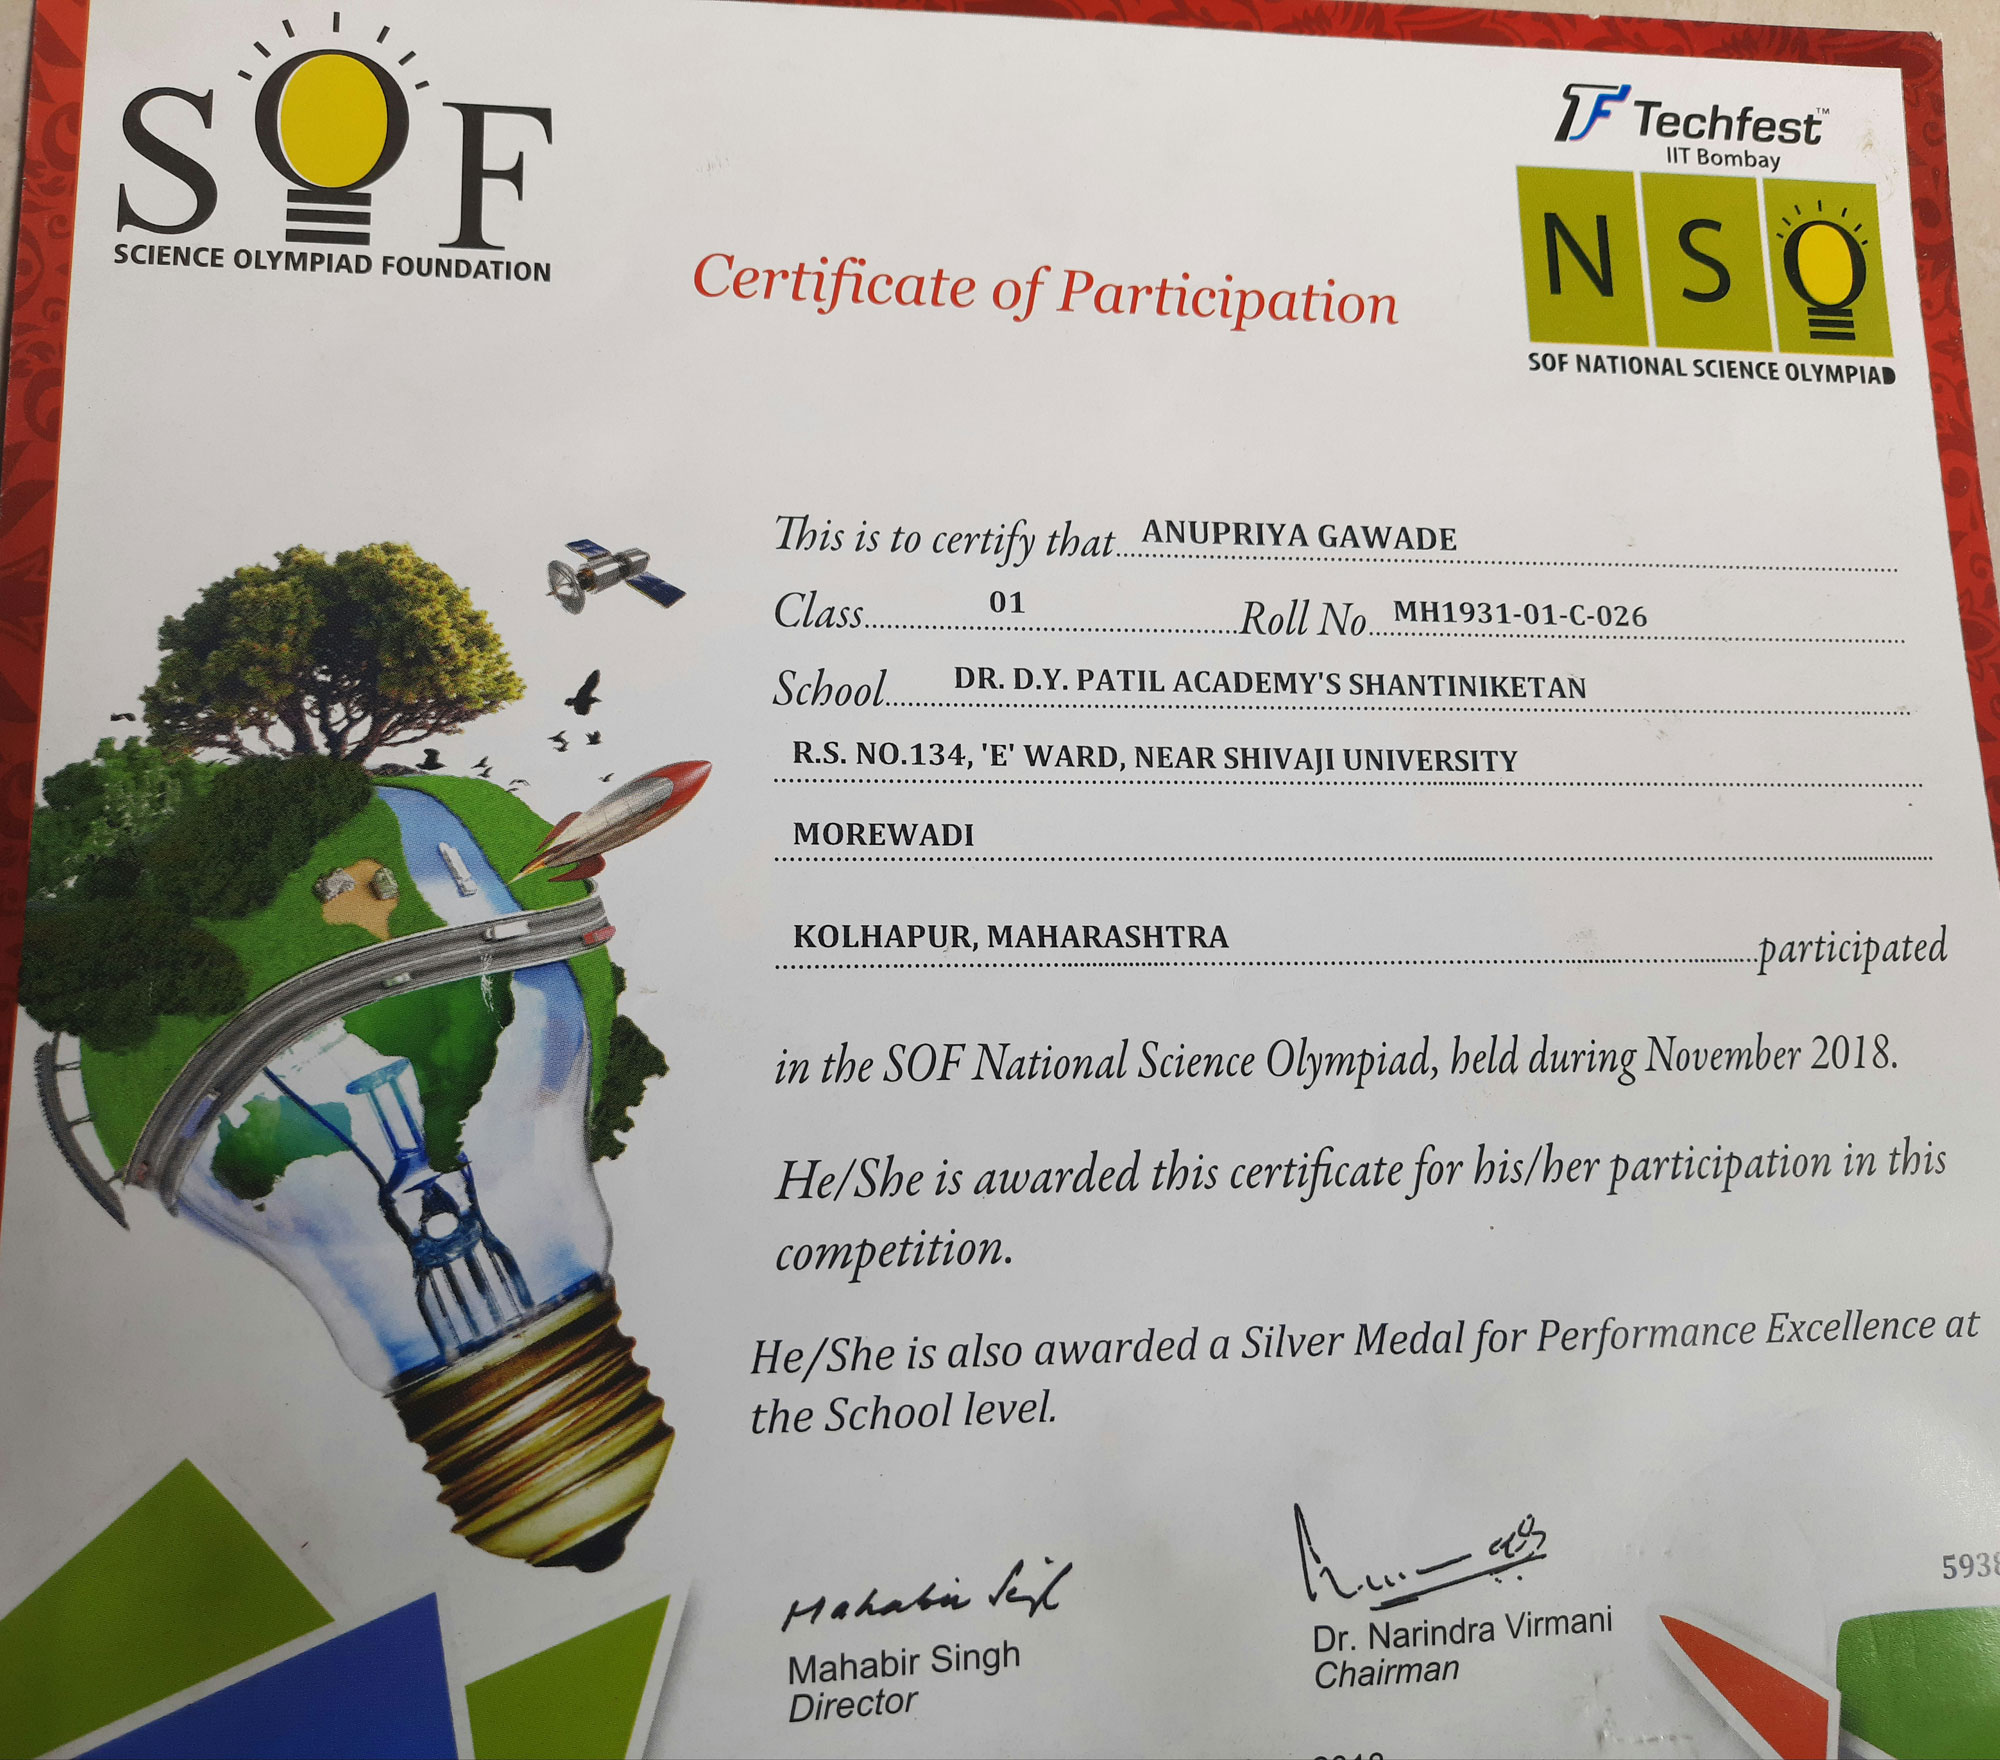 SOF
SCIENCE OLYMPIAD FOUNDATION
TF Techfest™
IIT Bombay
NSO
SOF NATIONAL SCIENCE OLYMPIAD
Certificate of Participation
This is to certify that ANUPRIYA GAWADE
Class 01 Roll No MH1931-01-C-026
School DR. D.Y. PATIL ACADEMY'S SHANTINIKETAN
R.S. NO.134, 'E' WARD, NEAR SHIVAJI UNIVERSITY
MOREWADI
KOLHAPUR, MAHARASHTRA participated
in the SOF National Science Olympiad, held during November 2018.
He/She is awarded this certificate for his/her participation in this
competition.
He/She is also awarded a Silver Medal for Performance Excellence at
the School level.
Mahabir Singh
Mahabir Singh
Director
Dr. Narindra Virmani
Chairman